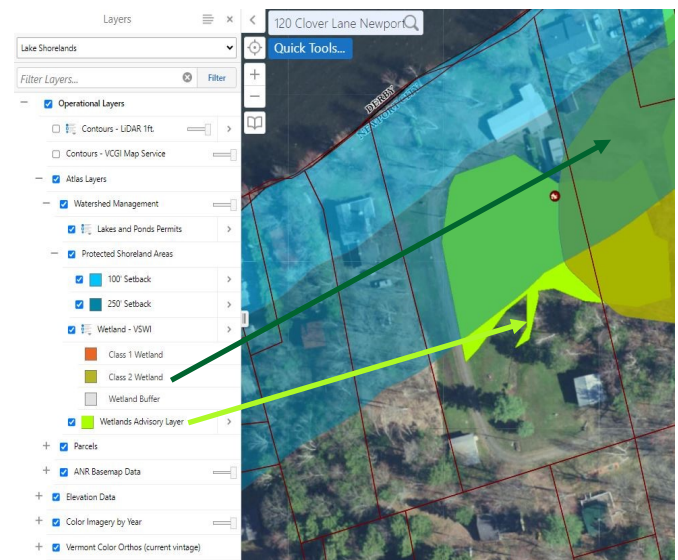 Layers
Lake Shorelands
Filter Layers...
Filter
Operational Layers
Contours - LiDAR 1ft.
Contours - VCGI Map Service
Atlas Layers
Watershed Management
Lakes and Ponds Permits
Protected Shoreland Areas
100' Setback
250' Setback
Wetland - VSWI
Class 1 Wetland
Class 2 Wetland
Wetland Buffer
Wetlands Advisory Layer
Parcels
ANR Basemap Data
Elevation Data
Color Imagery by Year
Vermont Color Orthos (current vintage)
120 Clover Lane Newport
Quick Tools...
DERBY